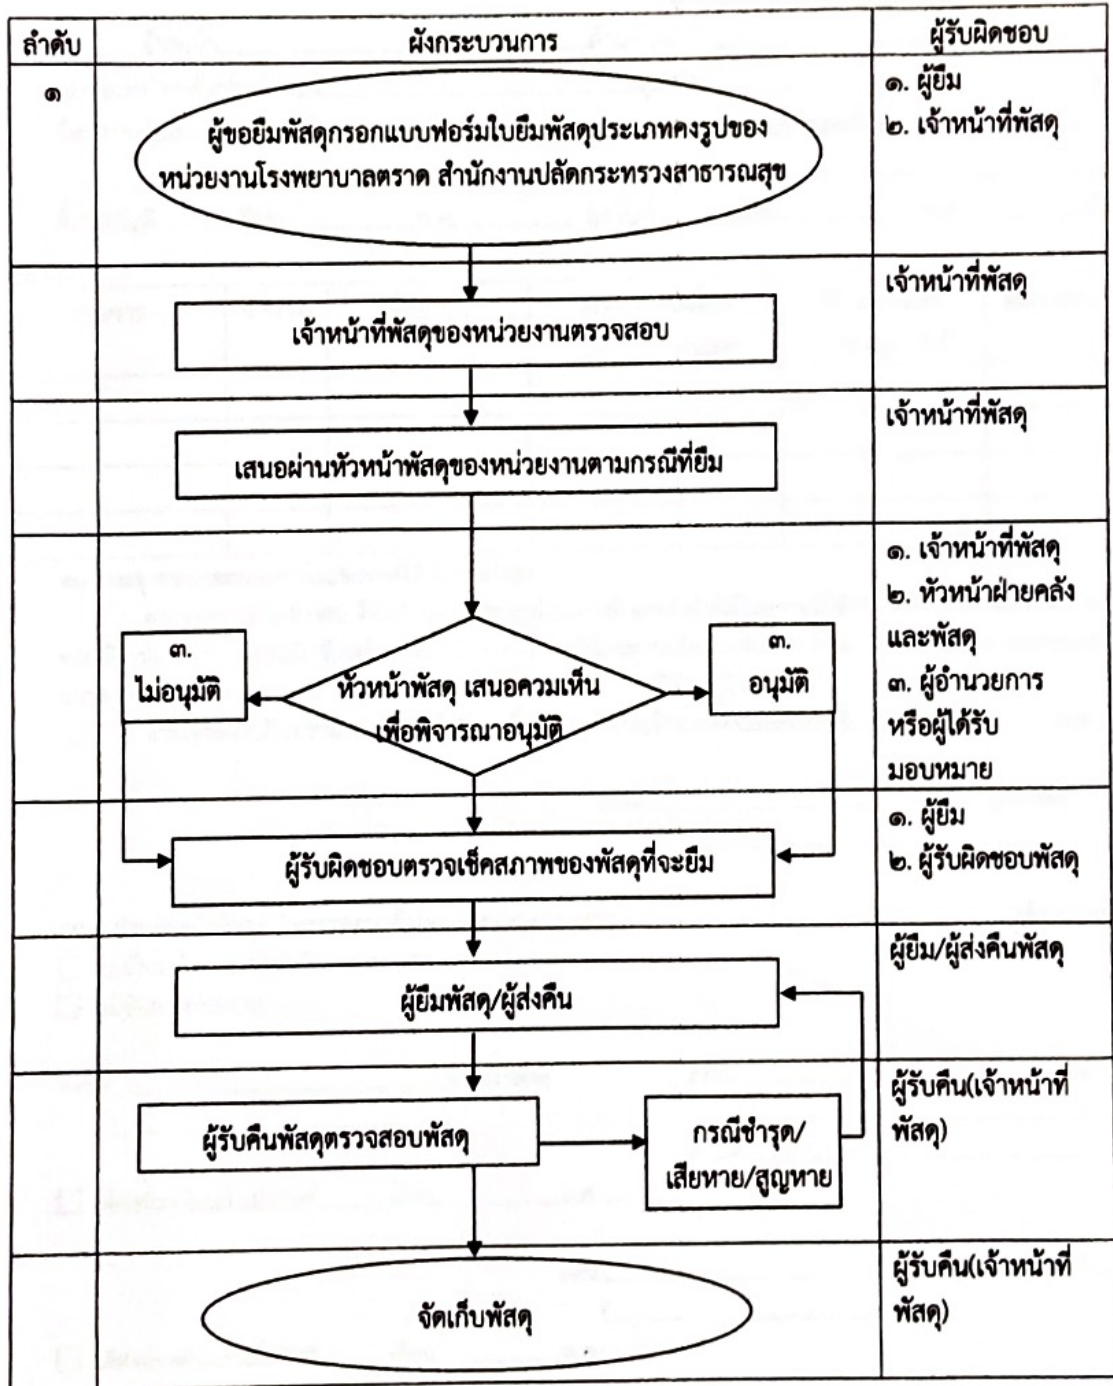 ลำดับ
ผังกระบวนการ
ผู้รับผิดชอบ
๑
ผู้ขอยืมพัสดุกรอกแบบฟอร์มใบยืมพัสดุประเภทคงรูปของ
หน่วยงานโรงพยาบาลตราด สำนักงานปลัดกระทรวงสาธารณสุข
๑. ผู้ยืม
๒. เจ้าหน้าที่พัสดุ
เจ้าหน้าที่พัสดุของหน่วยงานตรวจสอบ
เจ้าหน้าที่พัสดุ
เสนอผ่านหัวหน้าพัสดุของหน่วยงานตามกรณีที่ยืม
เจ้าหน้าที่พัสดุ
๓.
ไม่อนุมัติ
หัวหน้าพัสดุ เสนอควมเห็น
เพื่อพิจารณาอนุมัติ
๓.
อนุมัติ
๑. เจ้าหน้าที่พัสดุ
๒. หัวหน้าฝ่ายคลัง
และพัสดุ
๓. ผู้อำนวยการ
หรือผู้ได้รับ
มอบหมาย
ผู้รับผิดชอบตรวจเช็คสภาพของพัสดุที่จะยืม
๑. ผู้ยืม
๒. ผู้รับผิดชอบพัสดุ
ผู้ยืมพัสดุ/ผู้ส่งคืน
ผู้ยืม/ผู้ส่งคืนพัสดุ
ผู้รับคืนพัสดุตรวจสอบพัสดุ
กรณีชำรุด/
เสียหาย/สูญหาย
ผู้รับคืน(เจ้าหน้าที่
พัสดุ)
จัดเก็บพัสดุ
ผู้รับคืน(เจ้าหน้าที่
พัสดุ)